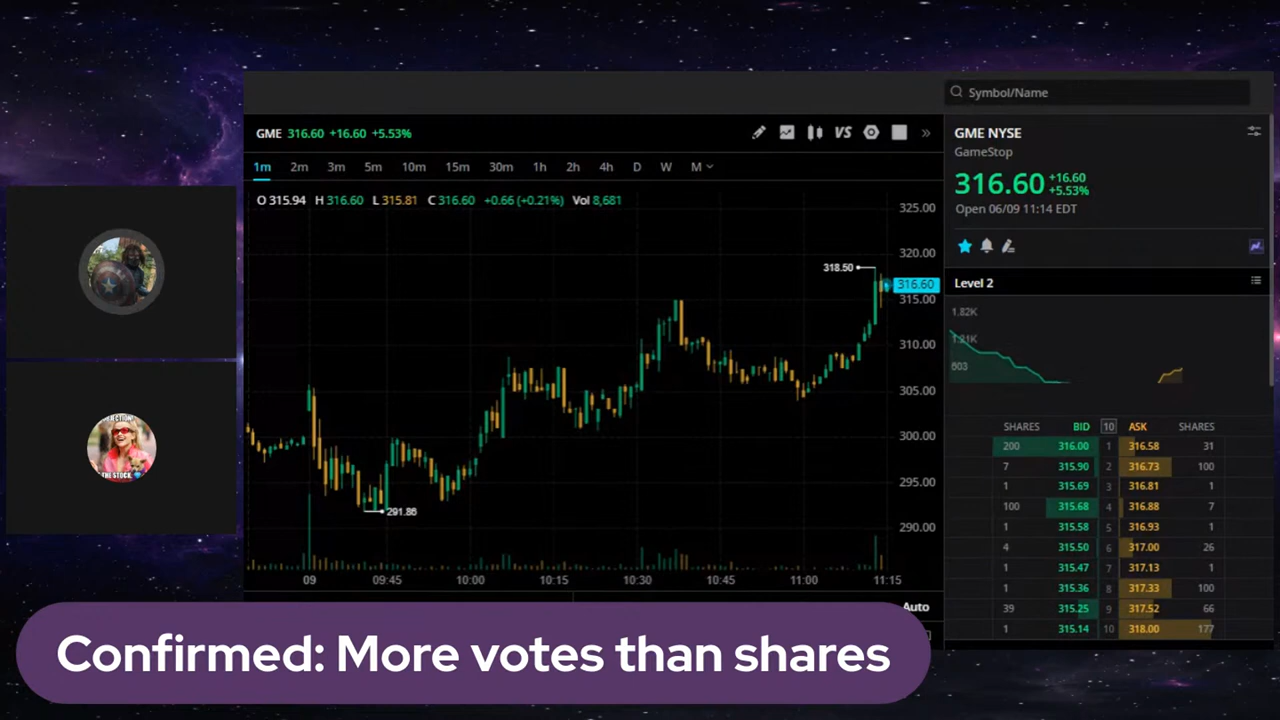 Symbol/Name
GME 316.60 +16.60 +5.53%
VS
»
1m 2m 3m 5m 10m 15m 30m 1h 2h 4h D W M
O 315.94 H 316.60 L 315.81 C 316.60 +0.66 (+0.21%) Vol 8,681
325.00
320.00
318.50
316.60
315.00
310.00
305.00
300.00
295.00
291.86
290.00
09 09:45 10:00 10:15 10:30 10:45 11:00 11:15
Auto
GME NYSE
GameStop
316.60 +16.60
+5.53%
Open 06/09 11:14 EDT
Level 2
1.82K
1.21K
603
SHARES BID 10 ASK SHARES
200 316.00 1 316.58 31
7 315.90 2 316.73 100
1 315.69 3 316.81 1
100 315.68 4 316.88 7
1 315.58 5 316.93 1
4 315.50 6 317.00 26
1 315.47 7 317.13 1
1 315.36 8 317.33 100
39 315.25 9 317.52 66
1 315.14 10 318.00 177
THE STOCK
Confirmed: More votes than shares